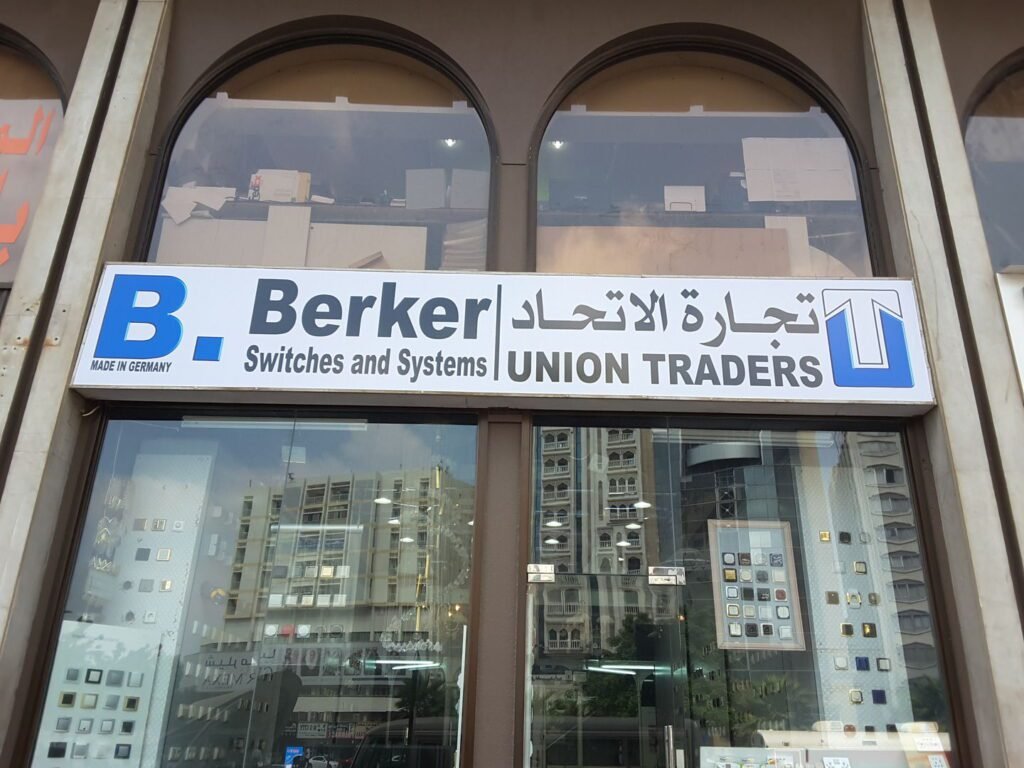 B.
MADE IN GERMANY
Berker
Switches and Systems
تجارة الاتحاد
UNION TRADERS